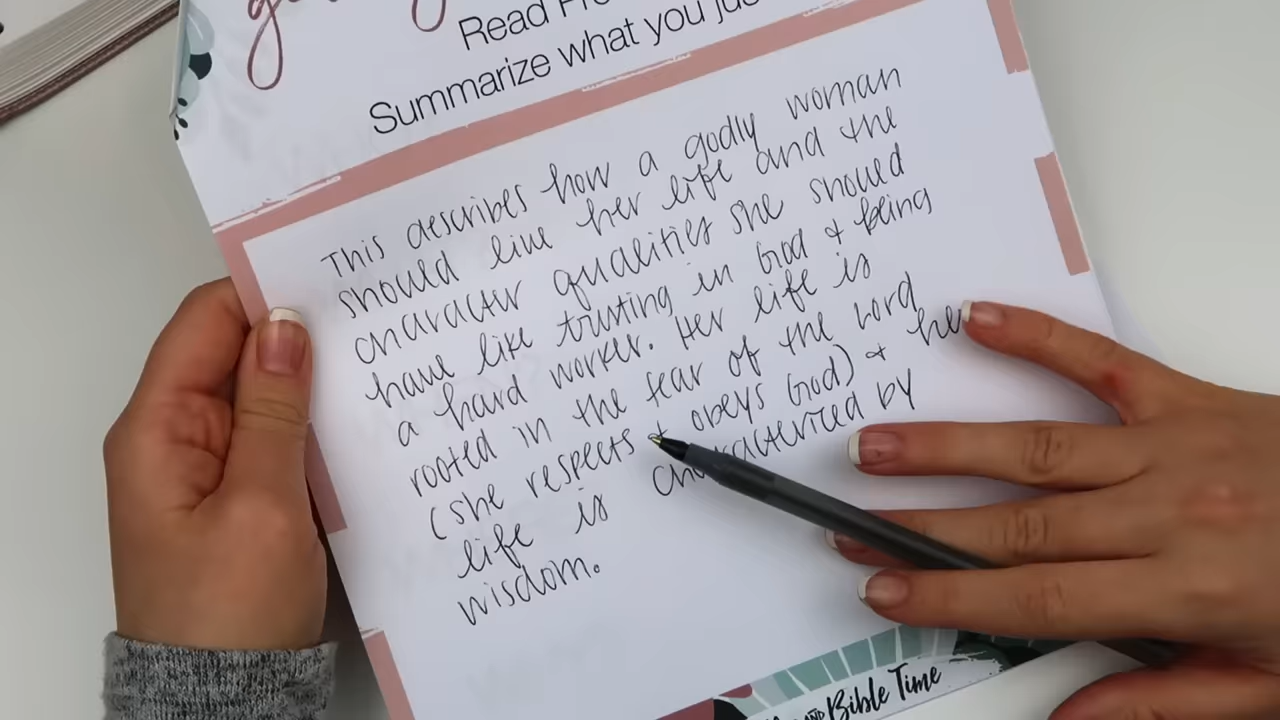 Read
Summarize what you jus
This describes how a godly woman
should live her life and the
character qualities she should
have like trusting in God + being
a hard worker. Her life is
rooted in the fear of the Lord
(she respects + obeys God) + her
life is characterized by
wisdom.
AND Bible Time